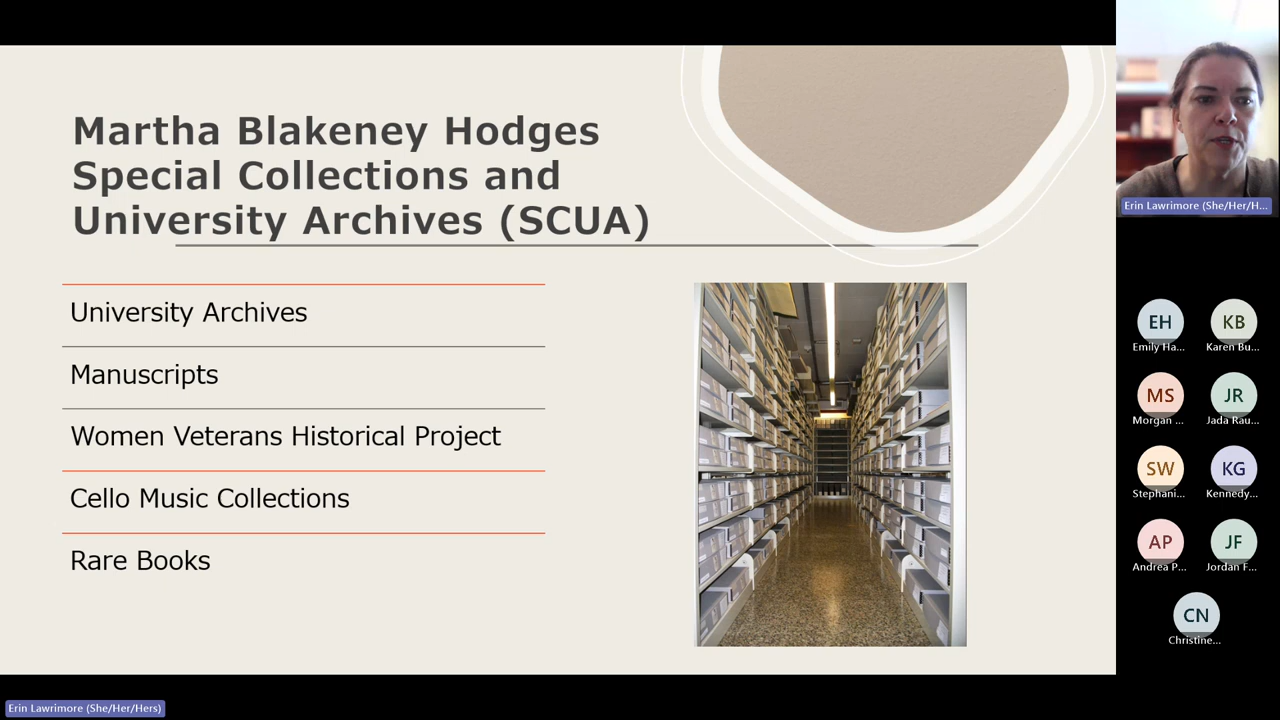 Martha Blakeney Hodges
Special Collections and
University Archives (SCUA)
University Archives
Manuscripts
Women Veterans Historical Project
Cello Music Collections
Rare Books
Erin Lawrimore (She/Her/H...
EH
Emily Ha...
KB
Karen Bu...
MS
Morgan ...
JR
Jada Rau...
SW
Stephani...
KG
Kennedy...
AP
Andrea P...
JF
Jordan F...
CN
Christine...
Erin Lawrimore (She/Her/Hers)